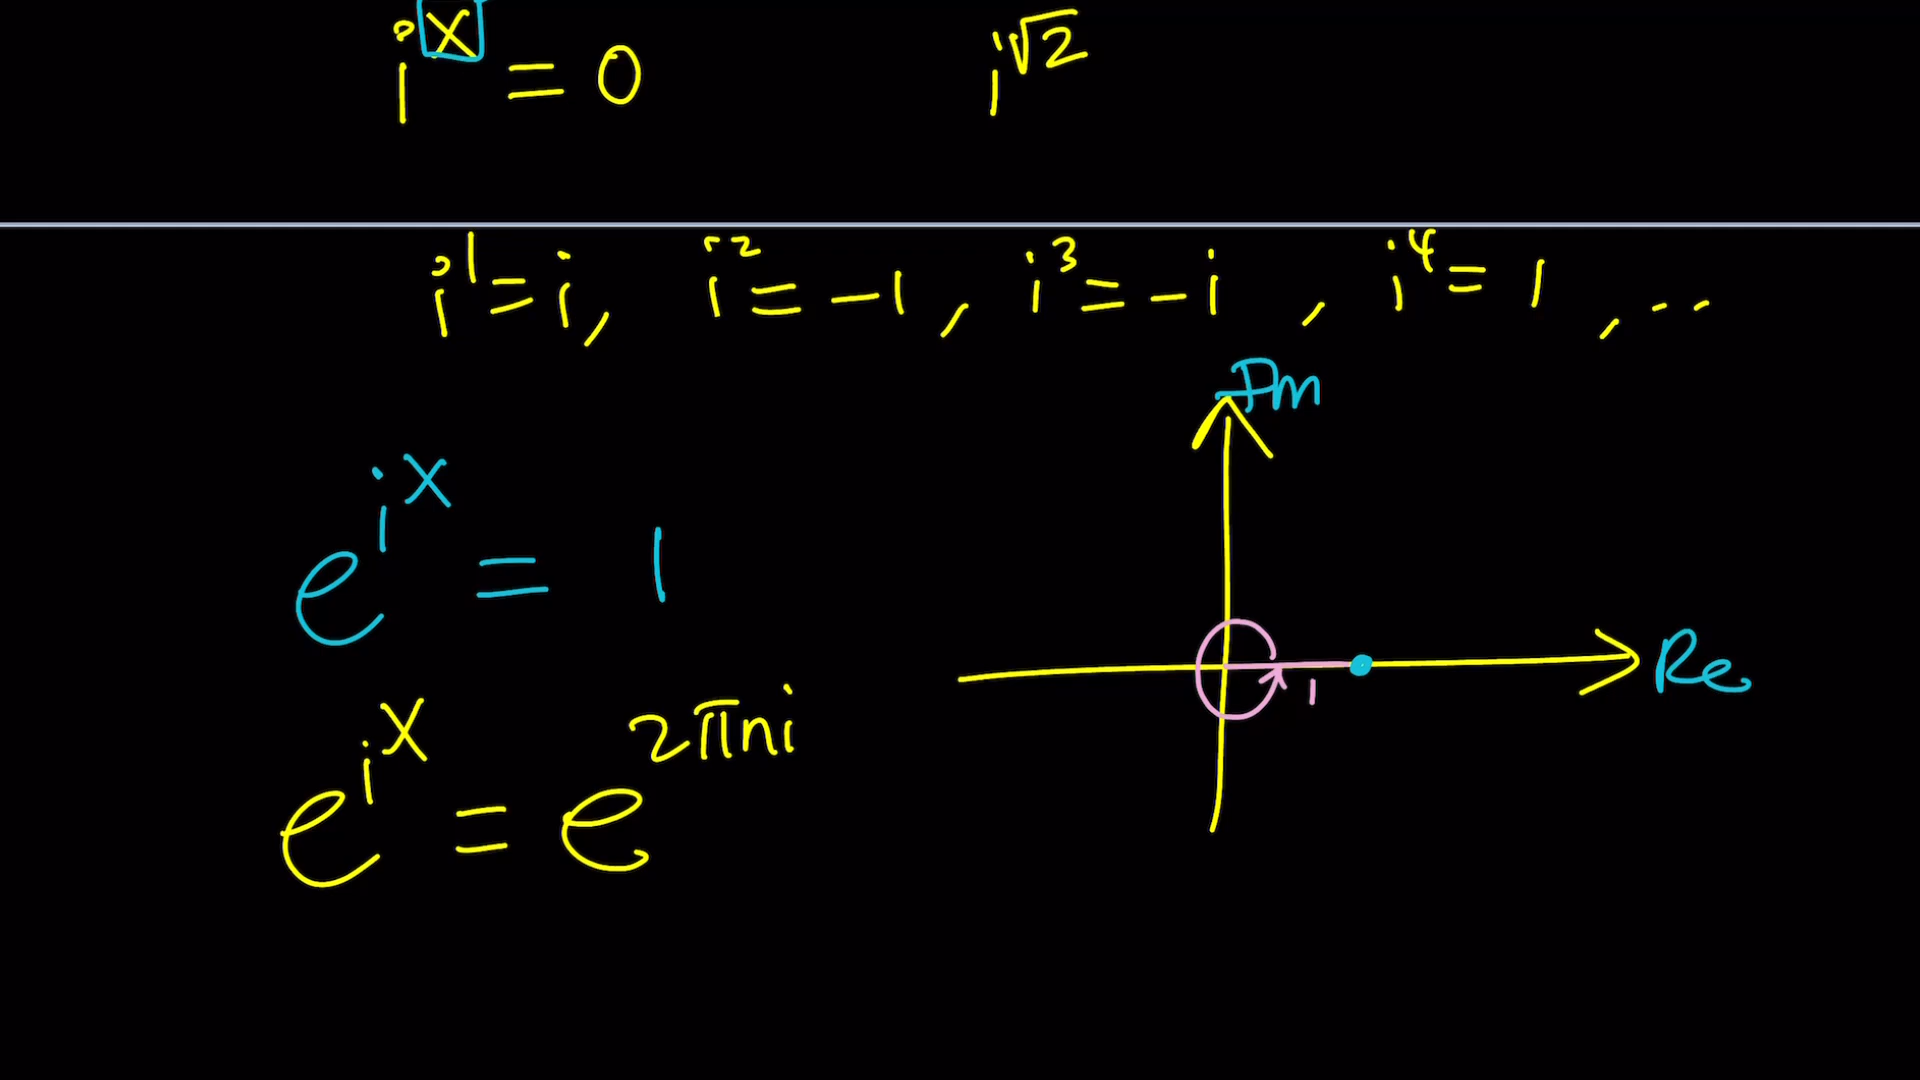 i^x = 0    i^√2
i^1 = i, i^2 = -1, i^3 = -i, i^4 = 1, ..
Im
e^{i^x} = 1
Re
1
e^{i^x} = e^{2πni}